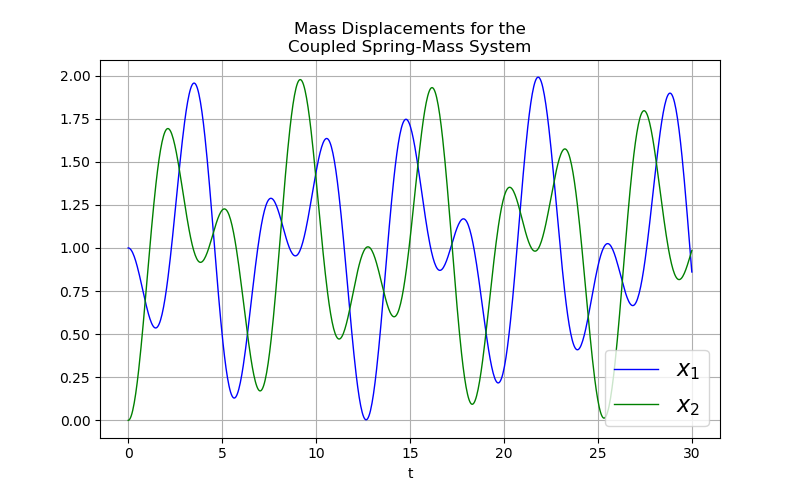 Mass Displacements for the
Coupled Spring-Mass System
2.00
1.75
1.50
1.25
1.00
0.75
0.50
0.25
0.00
x₁
x₂
0 5 10 15 20 25 30
t